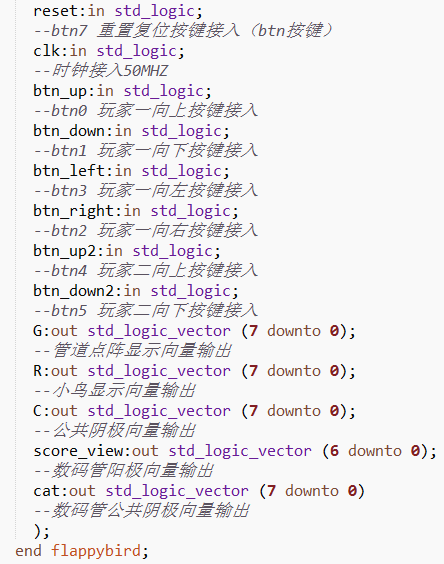 reset:in std_logic;
--btn7 重置复位按键接入（btn按键）
clk:in std_logic;
--时钟接入50MHZ
btn_up:in std_logic;
--btn0 玩家一向上按键接入
btn_down:in std_logic;
--btn1 玩家一向下按键接入
btn_left:in std_logic;
--btn3 玩家一向左按键接入
btn_right:in std_logic;
--btn2 玩家一向右按键接入
btn_up2:in std_logic;
--btn4 玩家二向上按键接入
btn_down2:in std_logic;
--btn5 玩家二向下按键接入
G:out std_logic_vector (7 downto 0);
--管道点阵显示向量输出
R:out std_logic_vector (7 downto 0);
--小鸟显示向量输出
C:out std_logic_vector (7 downto 0);
--公共阴极向量输出
score_view:out std_logic_vector (6 downto 0);
--数码管阳极向量输出
cat:out std_logic_vector (7 downto 0)
--数码管公共阴极向量输出
);
end flappybird;